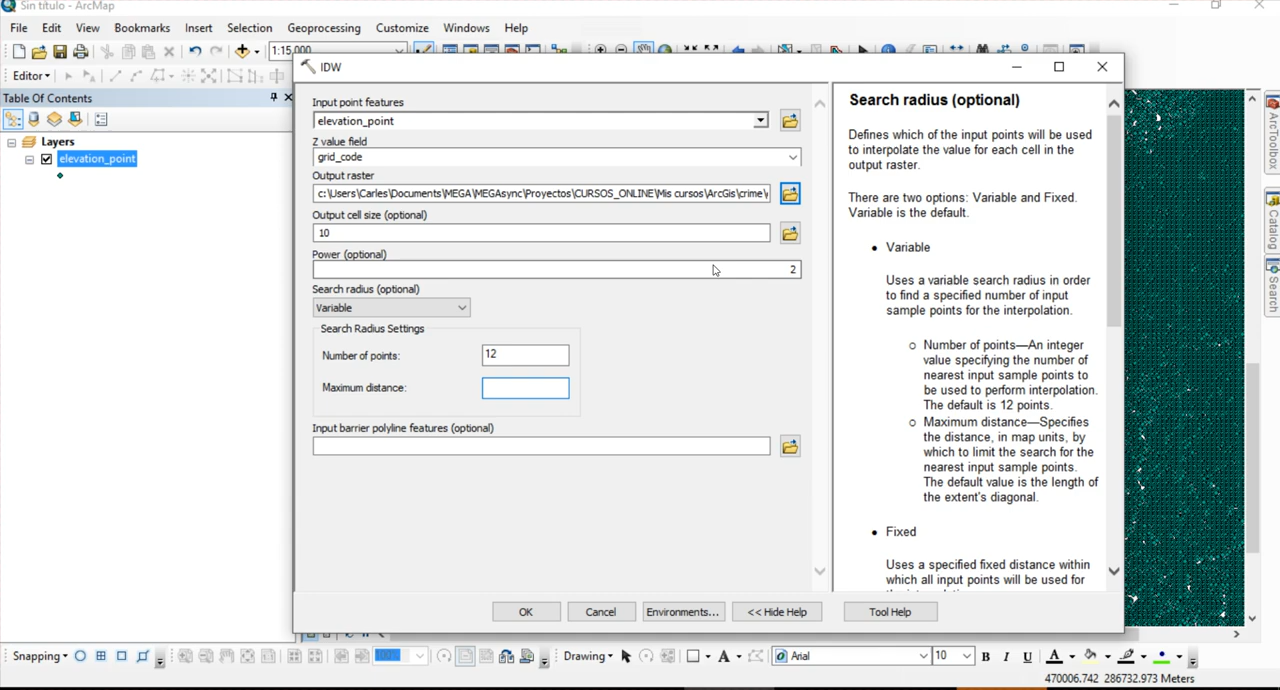 Sin título - ArcMap
File Edit View Bookmarks Insert Selection Geoprocessing Customize Windows Help
1:15,000
Editor
Table Of Contents
Layers
elevation_point
IDW
Input point features
elevation_point
Z value field
grid_code
Output raster
c:\Users\Carles\Documents\MEGA\MEGAsync\Proyectos\CURSOS_ONLINE\Mis cursos\ArcGis\crime\
Output cell size (optional)
10
Power (optional)
2
Search radius (optional)
Variable
Search Radius Settings
Number of points: 12
Maximum distance:
Input barrier polyline features (optional)
OK Cancel Environments... << Hide Help Tool Help
Search radius (optional)
Defines which of the input points will be used
to interpolate the value for each cell in the
output raster.
There are two options: Variable and Fixed.
Variable is the default.
• Variable
Uses a variable search radius in order
to find a specified number of input
sample points for the interpolation.
o Number of points—An integer
value specifying the number of
nearest input sample points to
be used to perform interpolation.
The default is 12 points.
o Maximum distance—Specifies
the distance, in map units, by
which to limit the search for the
nearest input sample points.
The default value is the length of
the extent's diagonal.
• Fixed
Uses a specified fixed distance within
which all input points will be used for
ArcToolbox
Catalog
Search
Snapping 100% Drawing A Arial 10 B I U A
470006.742 286732.973 Meters